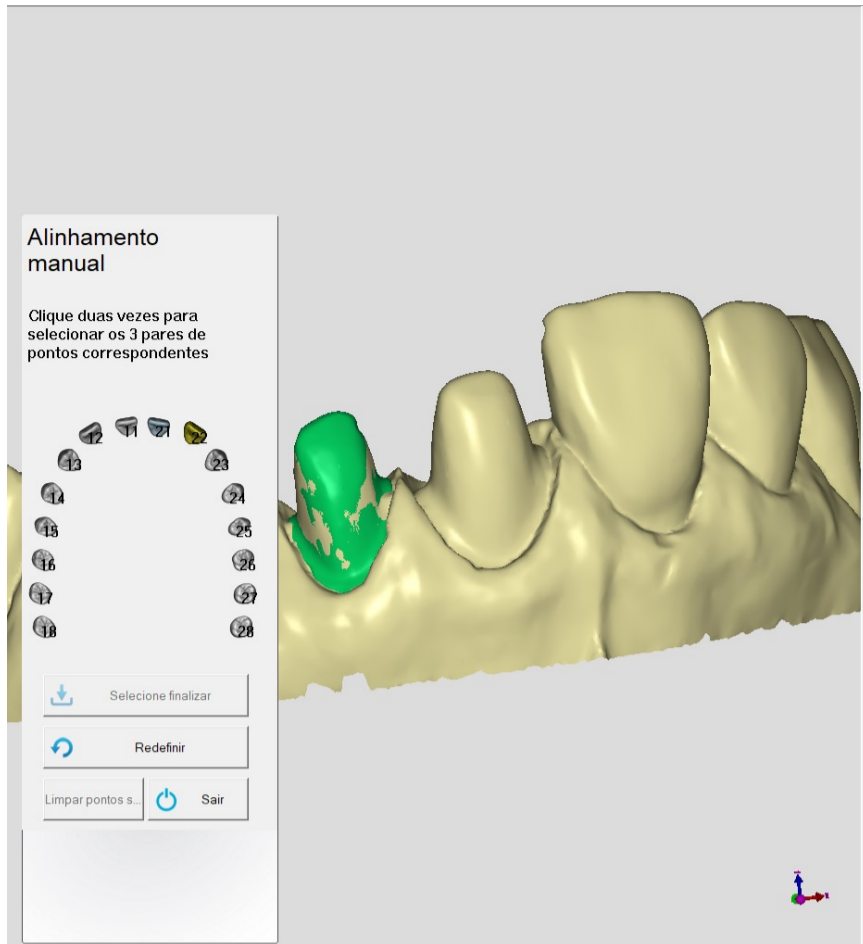 Alinhamento
manual
Clique duas vezes para
selecionar os 3 pares de
pontos correspondentes
12 11 21 22
13 23
14 24
15 25
16 26
17 27
18 28
Selecione finalizar
Redefinir
Limpar pontos s... Sair